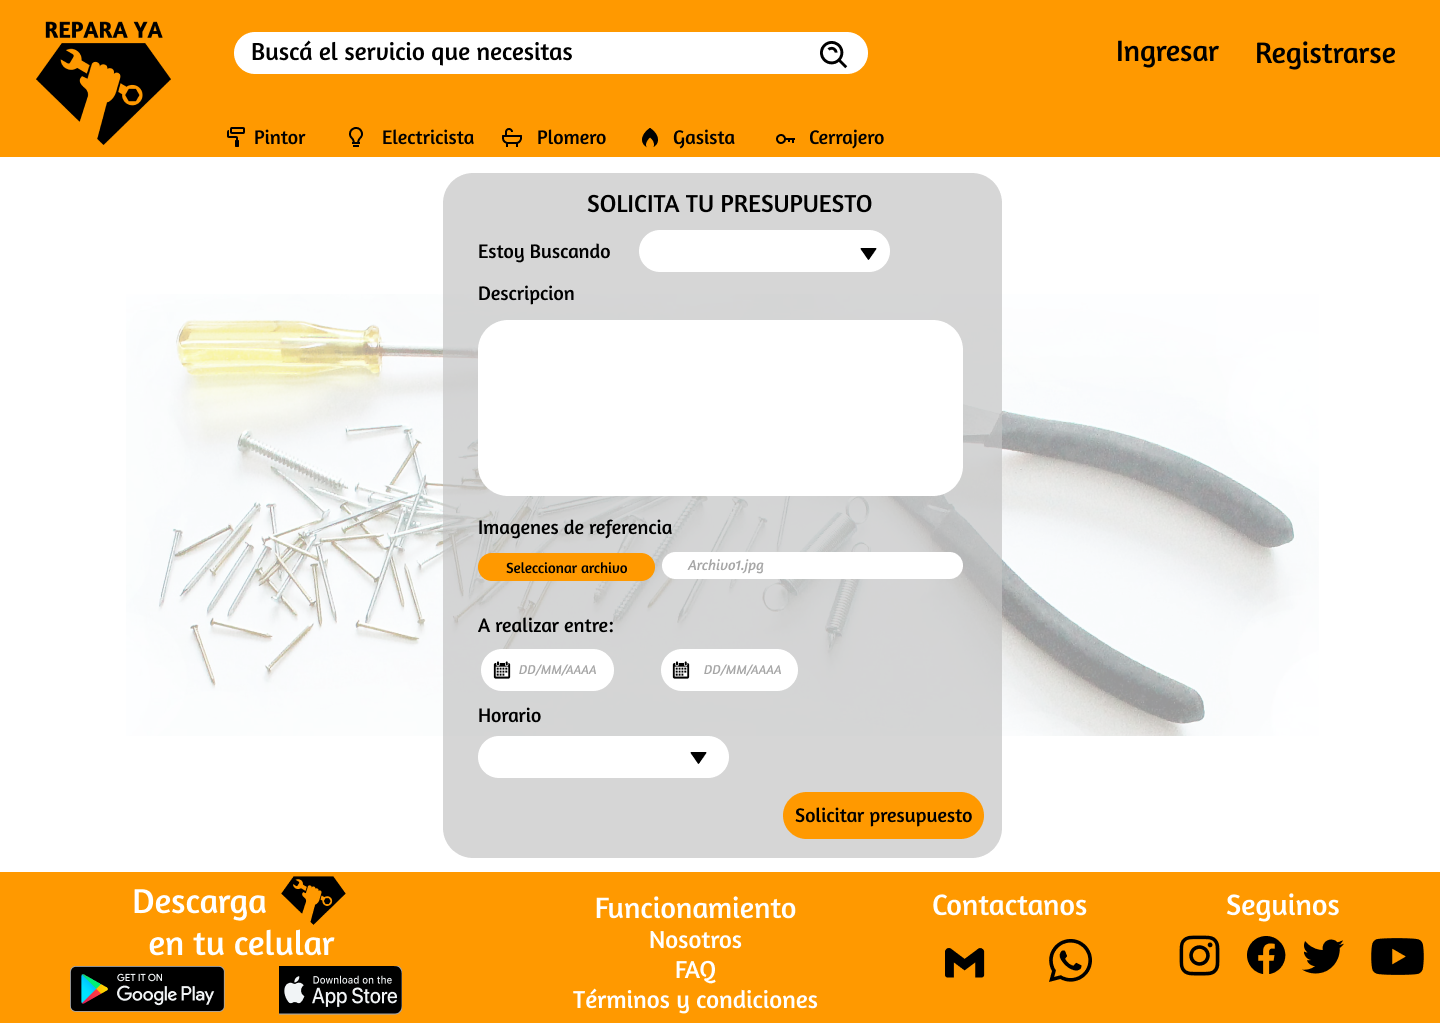 REPARA YA
Buscá el servicio que necesitas
Ingresar
Registrarse
Pintor
Electricista
Plomero
Gasista
Cerrajero
SOLICITA TU PRESUPUESTO
Estoy Buscando
Descripcion
Imagenes de referencia
Seleccionar archivo
Archivo1.jpg
A realizar entre:
DD/MM/AAAA
DD/MM/AAAA
Horario
Solicitar presupuesto
Descarga
en tu celular
GET IT ON
Google Play
Download on the
App Store
Funcionamiento
Nosotros
FAQ
Términos y condiciones
Contactanos
Seguinos